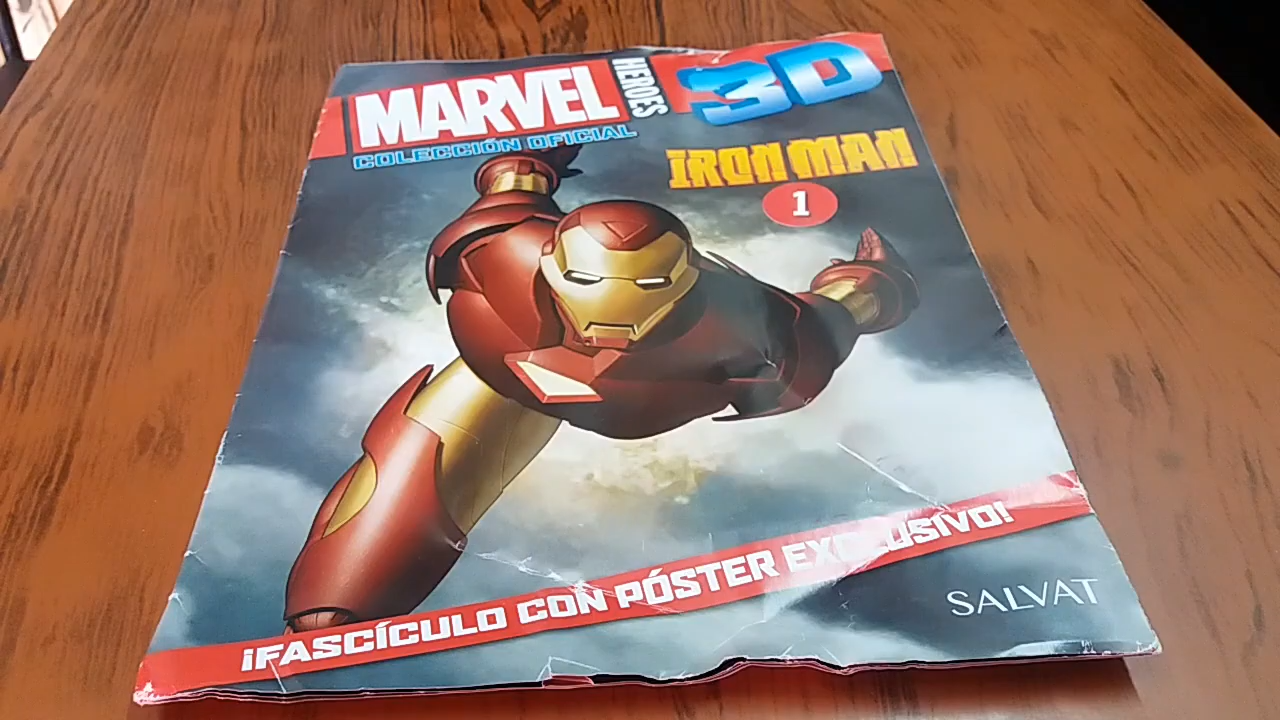 MARVEL
HEROES
3D
COLECCIÓN OFICIAL
IRON MAN
1
¡FASCÍCULO CON PÓSTER EXCLUSIVO!
SALVAT